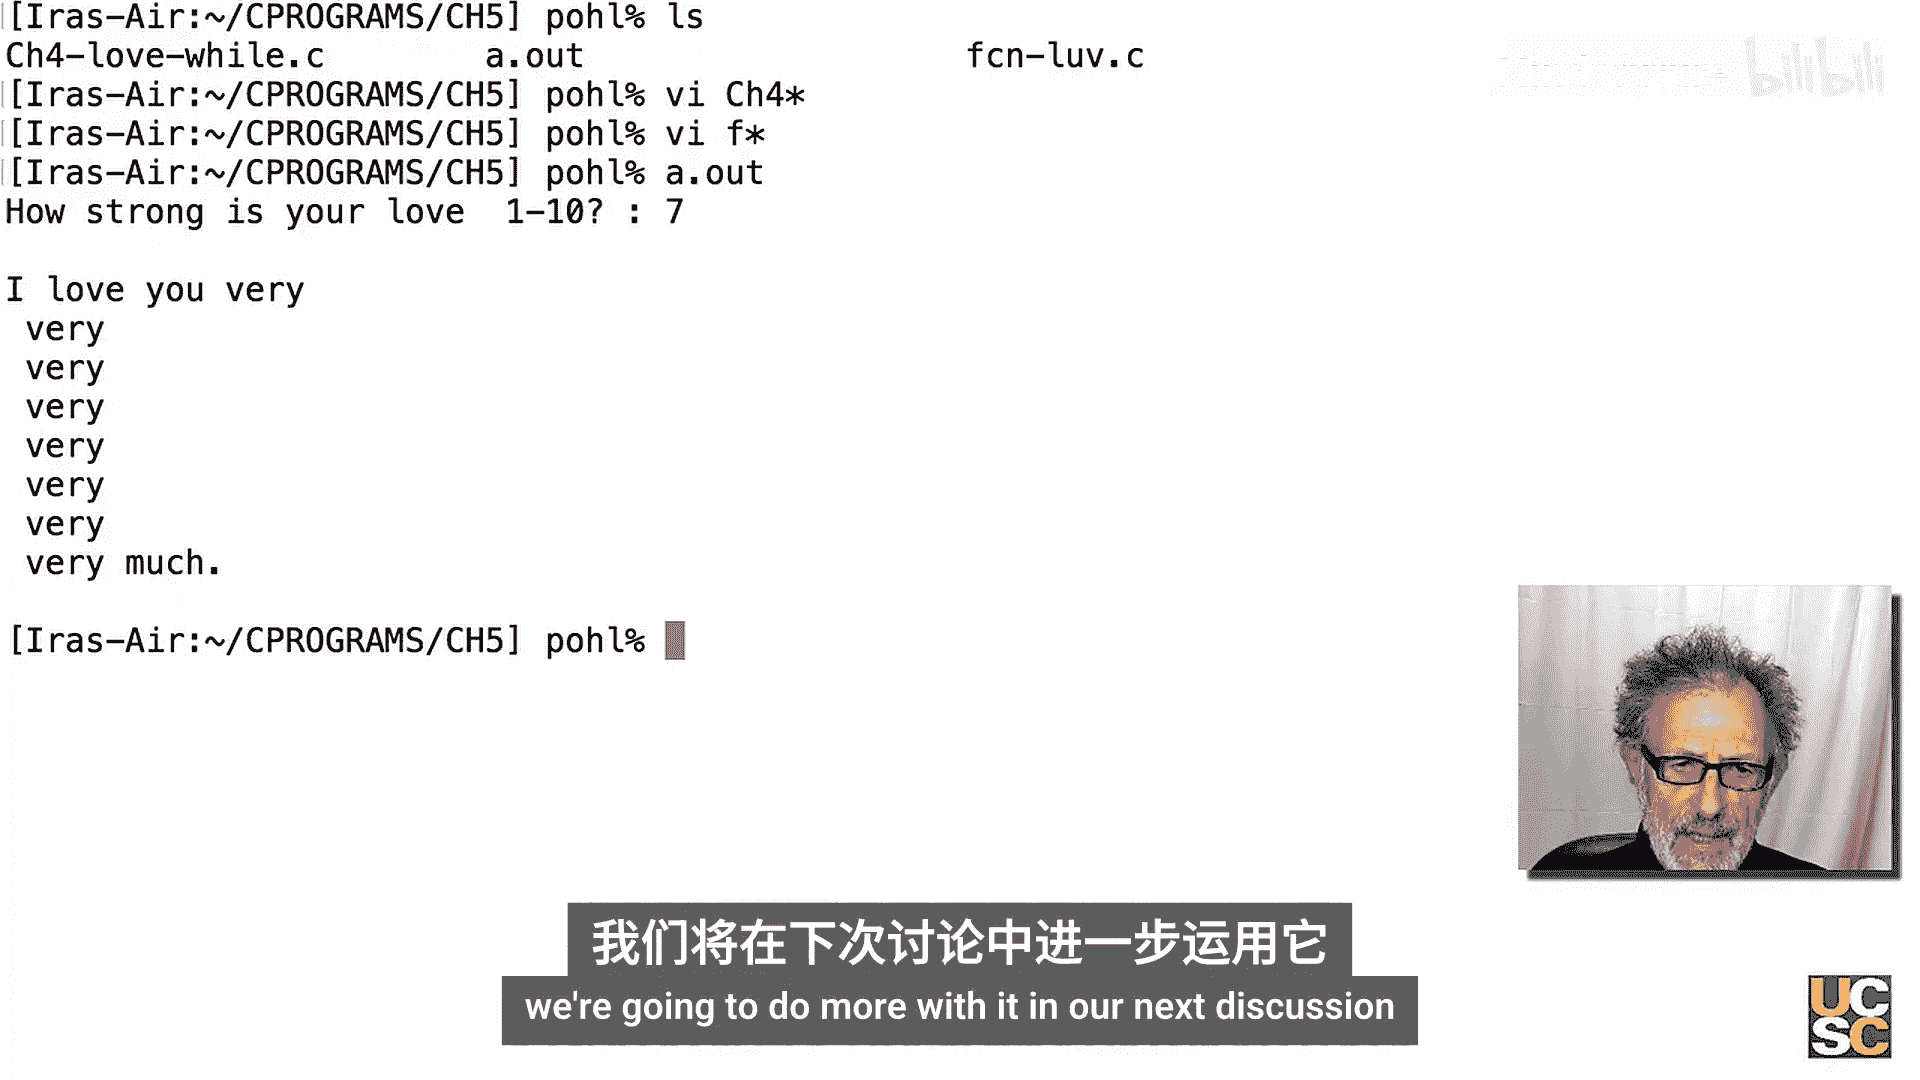 [Iras-Air:~/CPROGRAMS/CH5] pohl% ls
Ch4-love-while.c a.out fcn-luv.c
[Iras-Air:~/CPROGRAMS/CH5] pohl% vi Ch4*
[Iras-Air:~/CPROGRAMS/CH5] pohl% vi f*
[Iras-Air:~/CPROGRAMS/CH5] pohl% a.out
How strong is your love  1-10? : 7
I love you very
very
very
very
very
very
very
very much.
[Iras-Air:~/CPROGRAMS/CH5] pohl%
我们将在下次讨论中进一步运用它
we're going to do more with it in our next discussion
bilibili
UC
SC